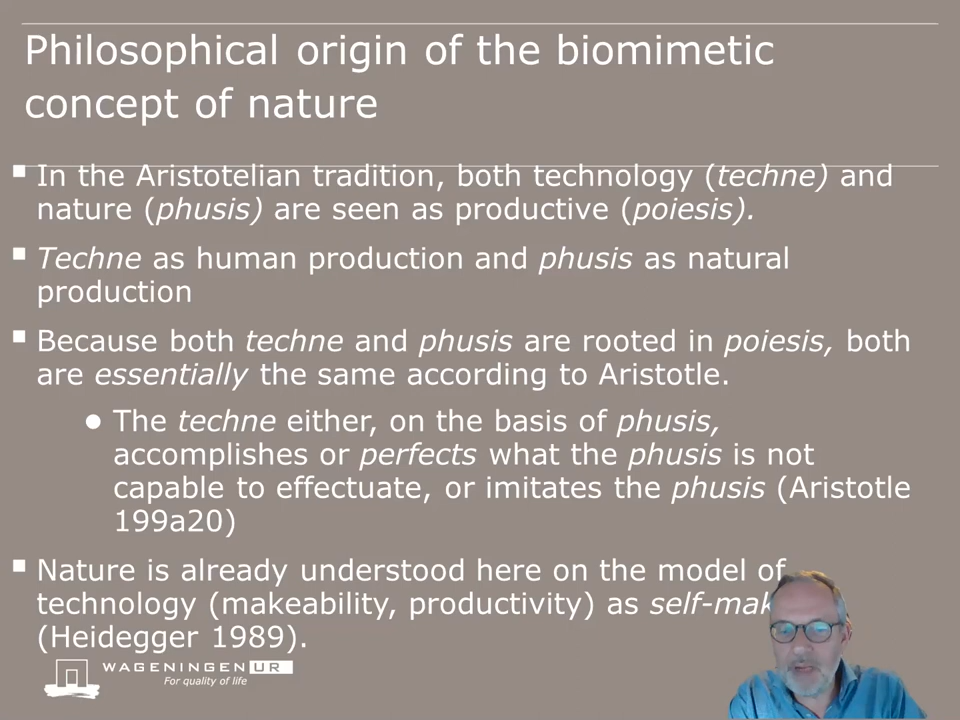 Philosophical origin of the biomimetic
concept of nature
In the Aristotelian tradition, both technology (techne) and
nature (phusis) are seen as productive (poiesis).
Techne as human production and phusis as natural
production
Because both techne and phusis are rooted in poiesis, both
are essentially the same according to Aristotle.
The techne either, on the basis of phusis,
accomplishes or perfects what the phusis is not
capable to effectuate, or imitates the phusis (Aristotle
199a20)
Nature is already understood here on the model of
technology (makeability, productivity) as
(Heidegger 1989).
WAGENINGEN UR
For quality of life